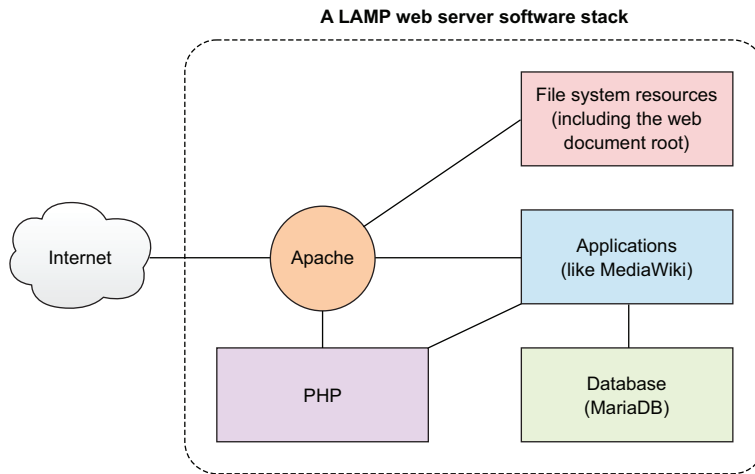 A LAMP web server software stack
File system resources
(including the web
document root)
Internet
Apache
Applications
(like MediaWiki)
PHP
Database
(MariaDB)